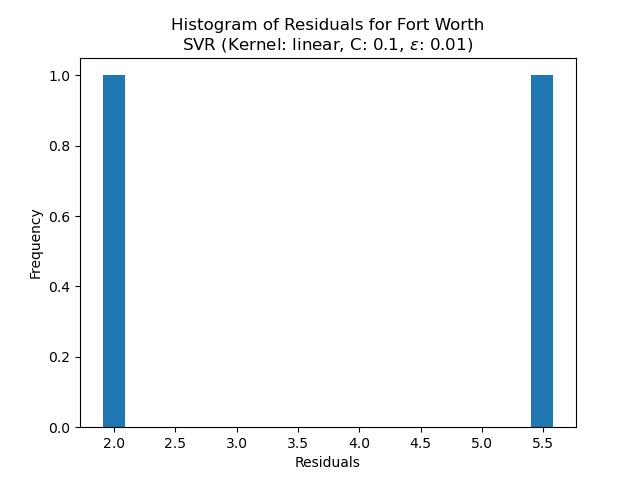 Histogram of Residuals for Fort Worth
SVR (Kernel: linear, C: 0.1, ε: 0.01)
1.0
0.8
0.6
0.4
0.2
0.0
Frequency
2.0 2.5 3.0 3.5 4.0 4.5 5.0 5.5
Residuals